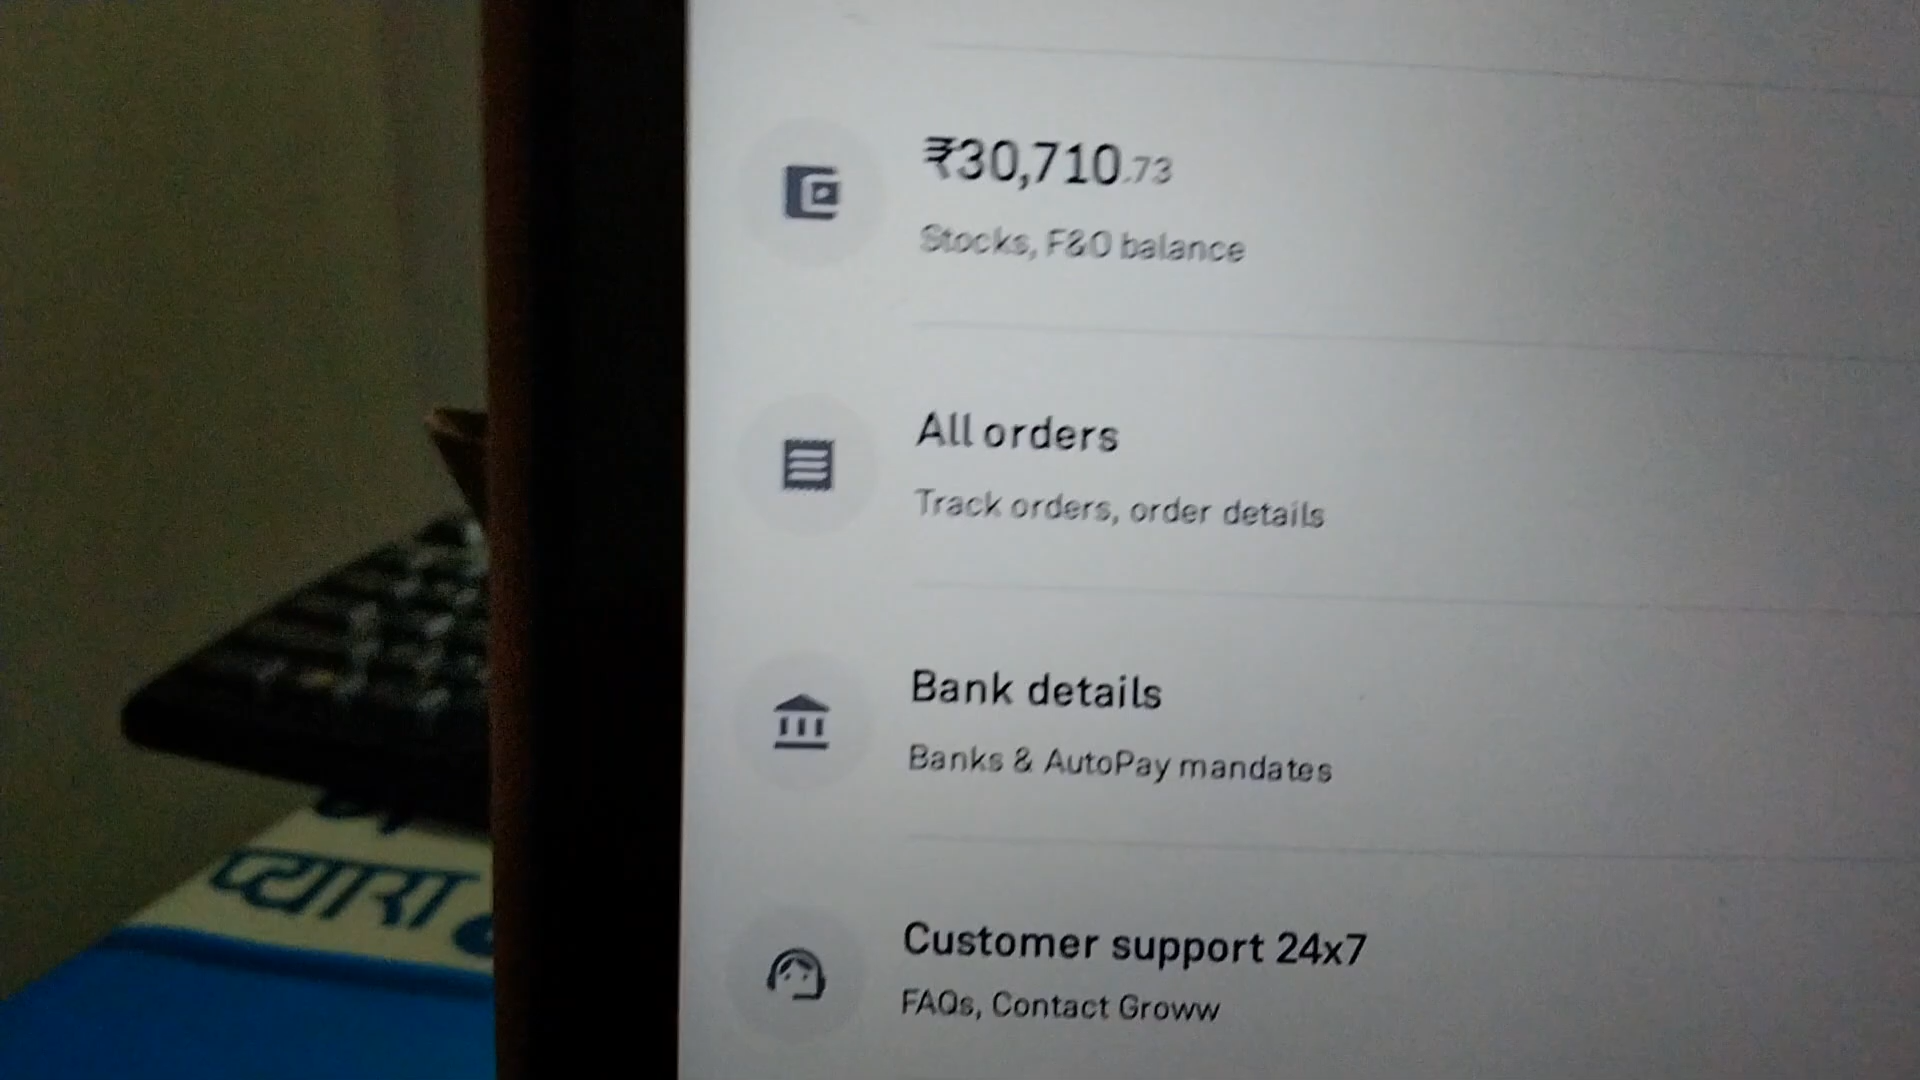 ₹30,710.73
Stocks, F&O balance
All orders
Track orders, order details
Bank details
Banks & AutoPay mandates
Customer support 24x7
FAQs, Contact Groww
प्यारा